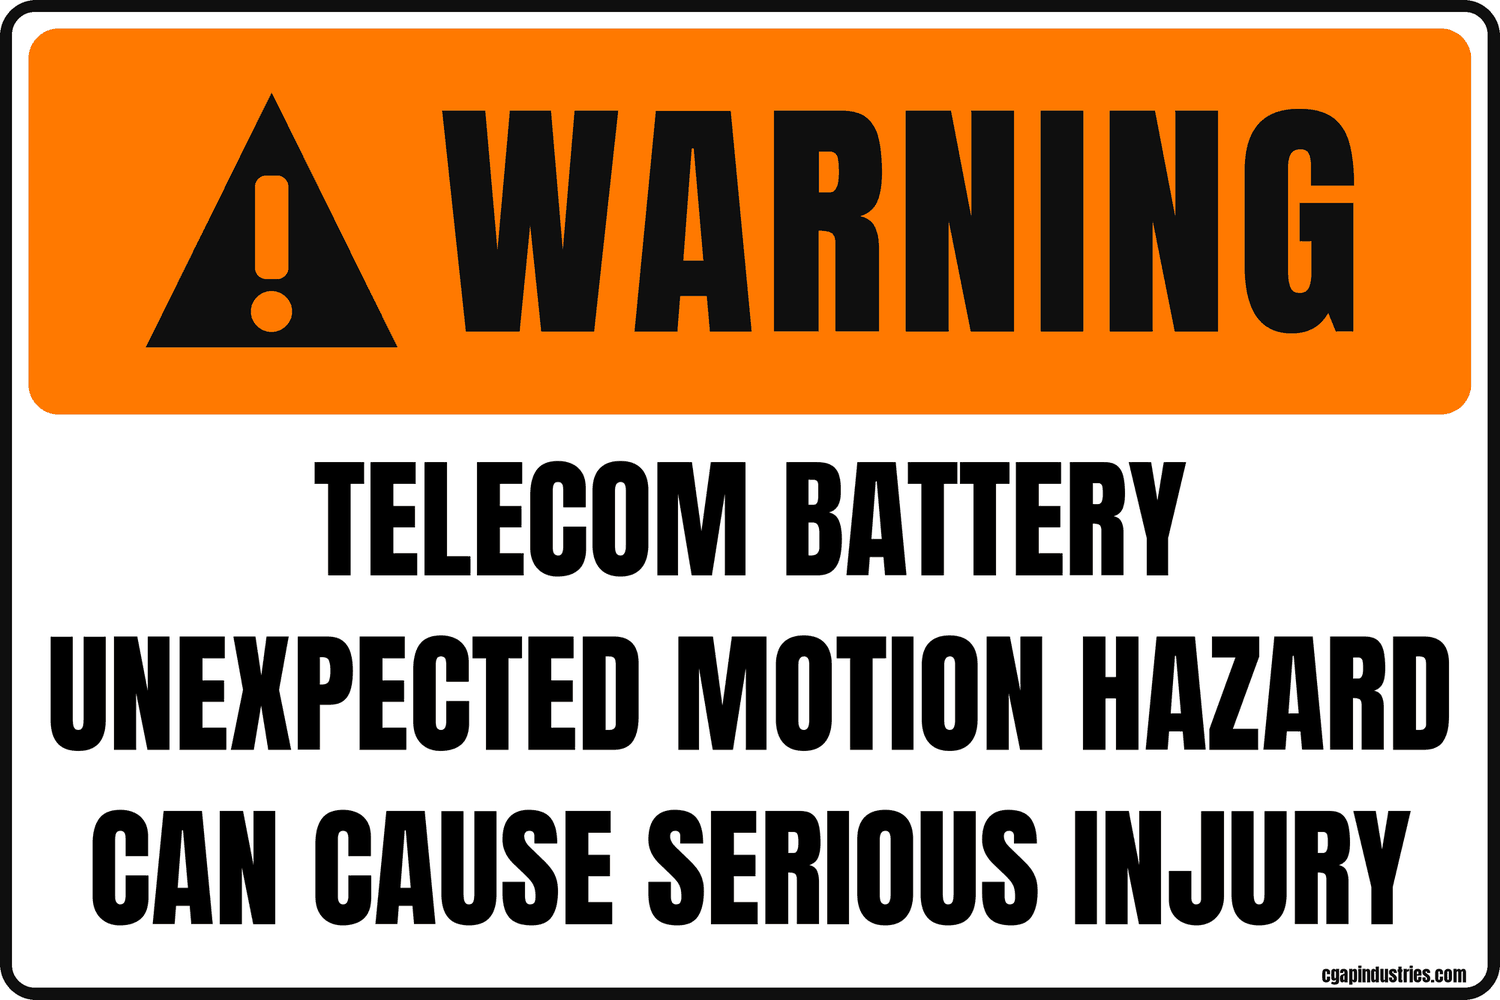 WARNING
TELECOM BATTERY
UNEXPECTED MOTION HAZARD
CAN CAUSE SERIOUS INJURY
cgapindustries.com